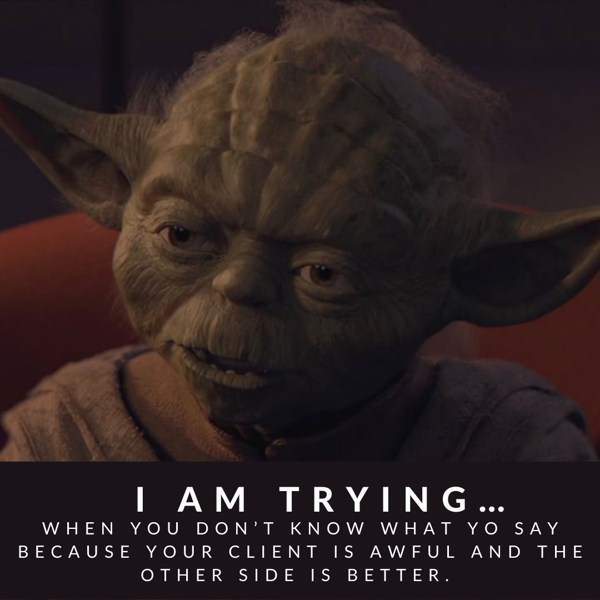 I AM TRYING...
WHEN YOU DON'T KNOW WHAT YO SAY
BECAUSE YOUR CLIENT IS AWFUL AND THE
OTHER SIDE IS BETTER.